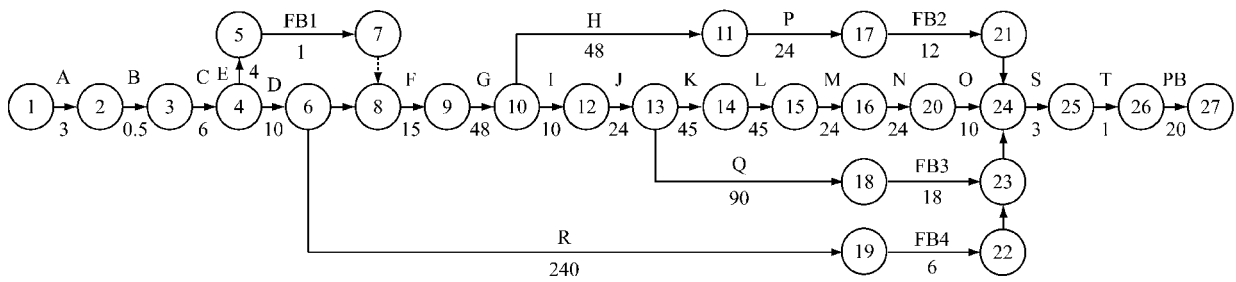 5 FB1 7 H 11 P 17 FB2 21
1 48 24 12
1 A 2 B 3 C E 4 4 D 6 8 F 9 G 10 I 12 J 13 K 14 L 15 M 16 N 20 O 24 S 25 T 26 PB 27
3 0.5 6 10 15 48 10 24 45 45 24 24 10 3 1 20
Q 18 FB3 23
90 18
R 19 FB4 22
240 6